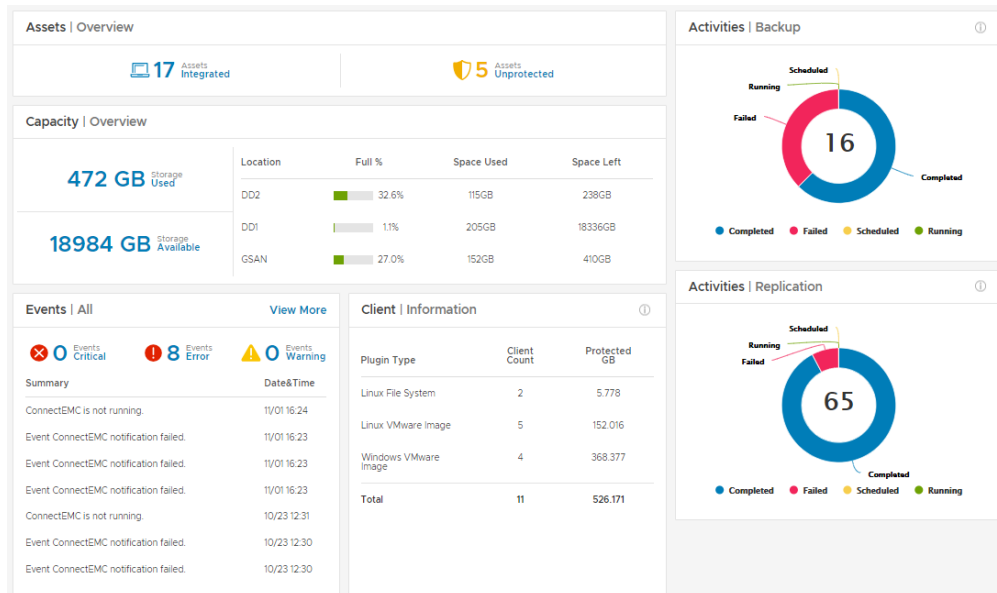 Assets | Overview
17 Assets Integrated
5 Assets Unprotected
Capacity | Overview
472 GB Storage Used
18984 GB Storage Available
Location Full % Space Used Space Left
DD2 32.6% 115GB 238GB
DD1 1.1% 205GB 18336GB
GSAN 27.0% 152GB 410GB
Events | All View More
0 Events Critical
8 Events Error
0 Events Warning
Summary Date&Time
ConnectEMC is not running. 11/01 16:24
Event ConnectEMC notification failed. 11/01 16:23
Event ConnectEMC notification failed. 11/01 16:23
Event ConnectEMC notification failed. 11/01 16:23
ConnectEMC is not running. 10/23 12:31
Event ConnectEMC notification failed. 10/23 12:30
Event ConnectEMC notification failed. 10/23 12:30
Client | Information
Plugin Type Client Count Protected GB
Linux File System 2 5.778
Linux VMware Image 5 152.016
Windows VMware Image 4 368.377
Total 11 526.171
Activities | Backup
Scheduled
Running
Failed
16
Completed
Completed Failed Scheduled Running
Activities | Replication
Scheduled
Running
Failed
65
Completed
Completed Failed Scheduled Running